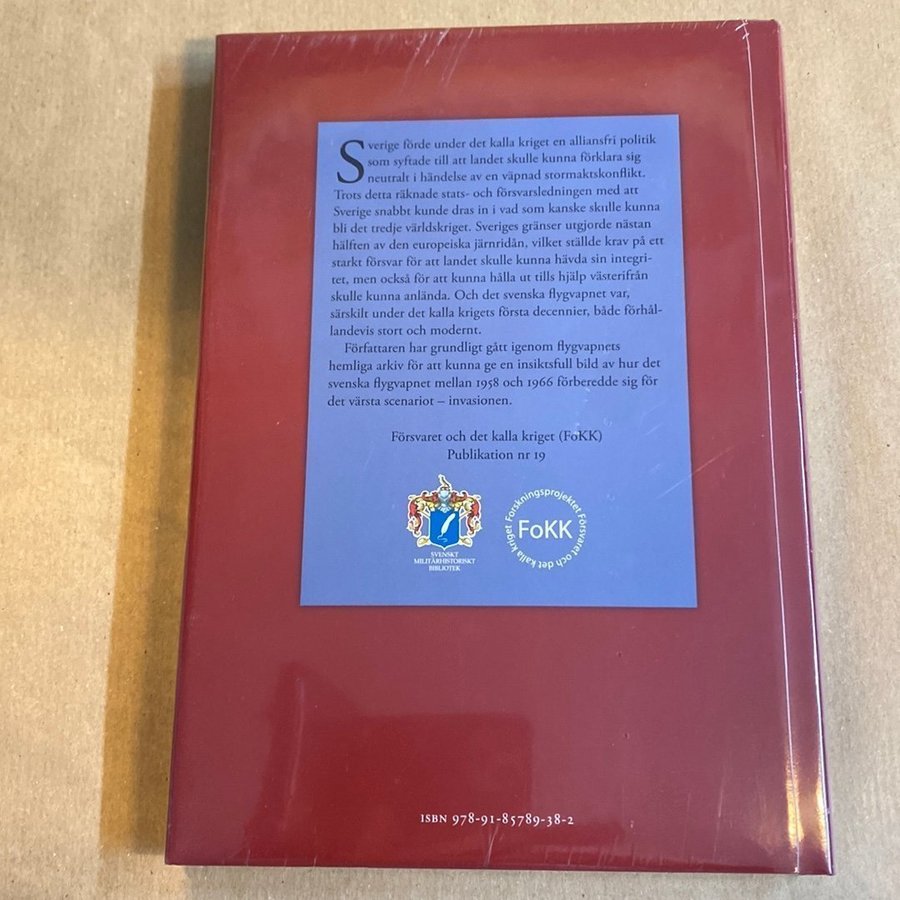 Sverige förde under det kalla kriget en alliansfri politik
som syftade till att landet skulle kunna förklara sig
neutralt i händelse av en väpnad stormaktskonflikt.
Trots detta räknade stats- och försvarsledningen med att
Sverige snabbt kunde dras in i vad som kanske skulle kunna
bli det tredje världskriget. Sveriges gränser utgjorde nästan
hälften av den europeiska järnridån, vilket ställde krav på ett
starkt försvar för att landet skulle kunna hävda sin integri-
tet, men också för att kunna hålla ut tills hjälp västerifrån
skulle kunna anlända. Och det svenska flygvapnet var,
särskilt under det kalla krigets första decennier, både förhål-
landevis stort och modernt.
Författaren har grundligt gått igenom flygvapnets
hemliga arkiv för att kunna ge en insiktsfull bild av hur det
svenska flygvapnet mellan 1958 och 1966 förberedde sig för
det värsta scenariot – invasionen.
Försvaret och det kalla kriget (FoKK)
Publikation nr 19
SVENSKT
MILITÄRHISTORISKT
BIBLIOTEK
Forskningsprojektet Försvaret och det kalla kriget
FoKK
ISBN 978-91-85789-38-2